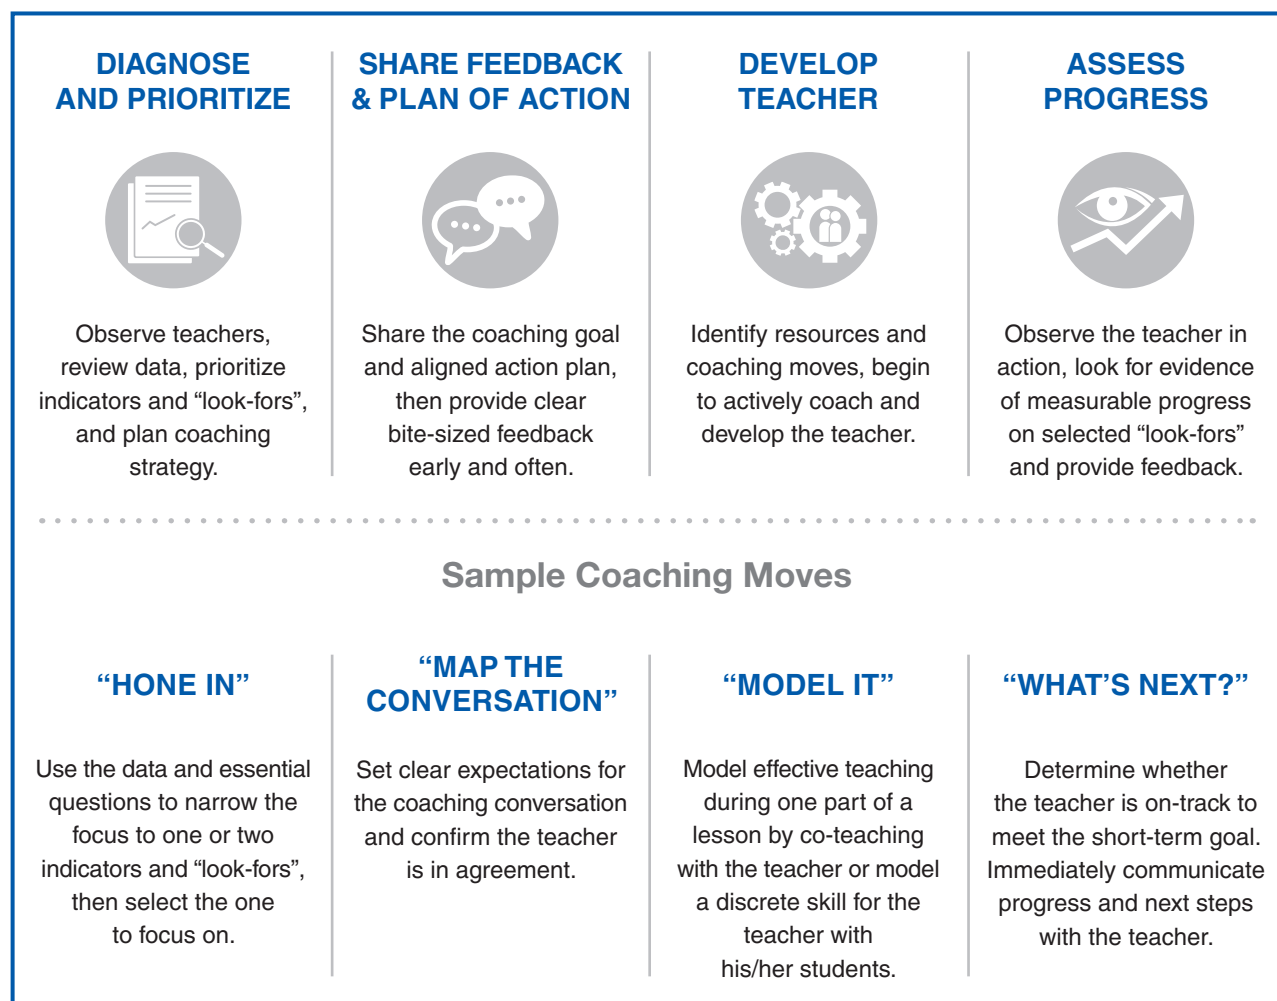 DIAGNOSE
AND PRIORITIZE
Observe teachers,
review data, prioritize
indicators and “look-fors”,
and plan coaching
strategy.
SHARE FEEDBACK
& PLAN OF ACTION
Share the coaching goal
and aligned action plan,
then provide clear
bite-sized feedback
early and often.
DEVELOP
TEACHER
Identify resources and
coaching moves, begin
to actively coach and
develop the teacher.
ASSESS
PROGRESS
Observe the teacher in
action, look for evidence
of measurable progress
on selected “look-fors”
and provide feedback.
Sample Coaching Moves
“HONE IN”
Use the data and essential
questions to narrow the
focus to one or two
indicators and “look-fors”,
then select the one
to focus on.
“MAP THE
CONVERSATION”
Set clear expectations for
the coaching conversation
and confirm the teacher
is in agreement.
“MODEL IT”
Model effective teaching
during one part of a
lesson by co-teaching
with the teacher or model
a discrete skill for the
teacher with
his/her students.
“WHAT’S NEXT?”
Determine whether
the teacher is on-track to
meet the short-term goal.
Immediately communicate
progress and next steps
with the teacher.